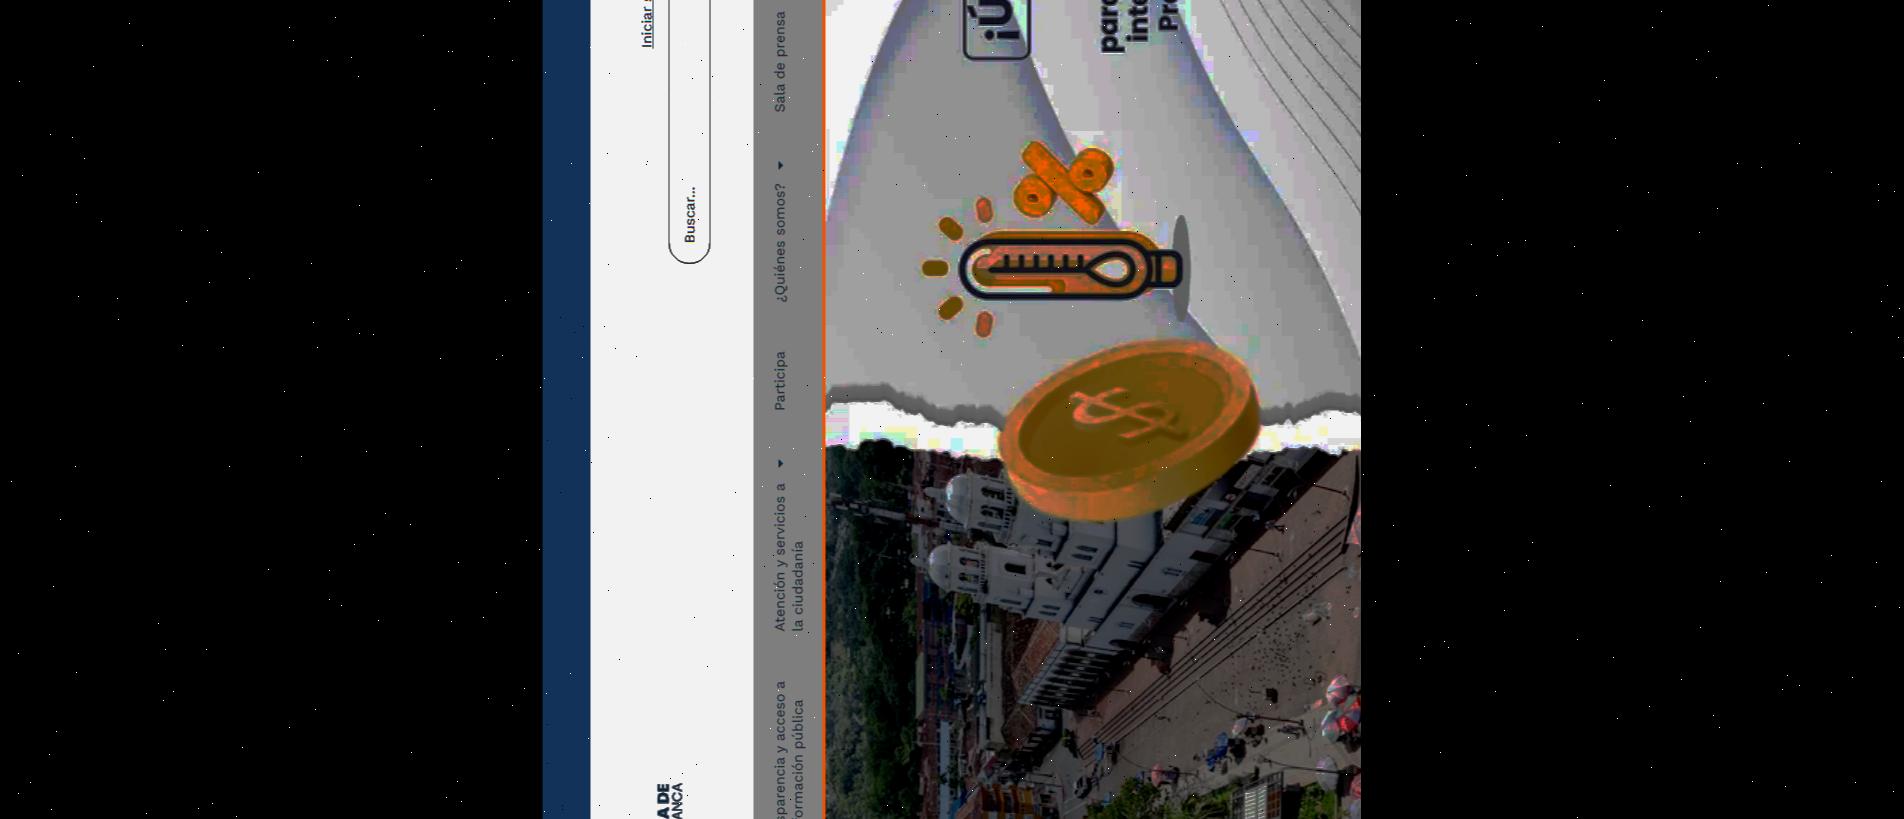 Iniciar
A DE
ANCA
Buscar...
sparencia y acceso a
ormación pública
Atención y servicios a
la ciudadanía
Participa
¿Quiénes somos?
Sala de prensa
¡Ú
para
inte
Pr